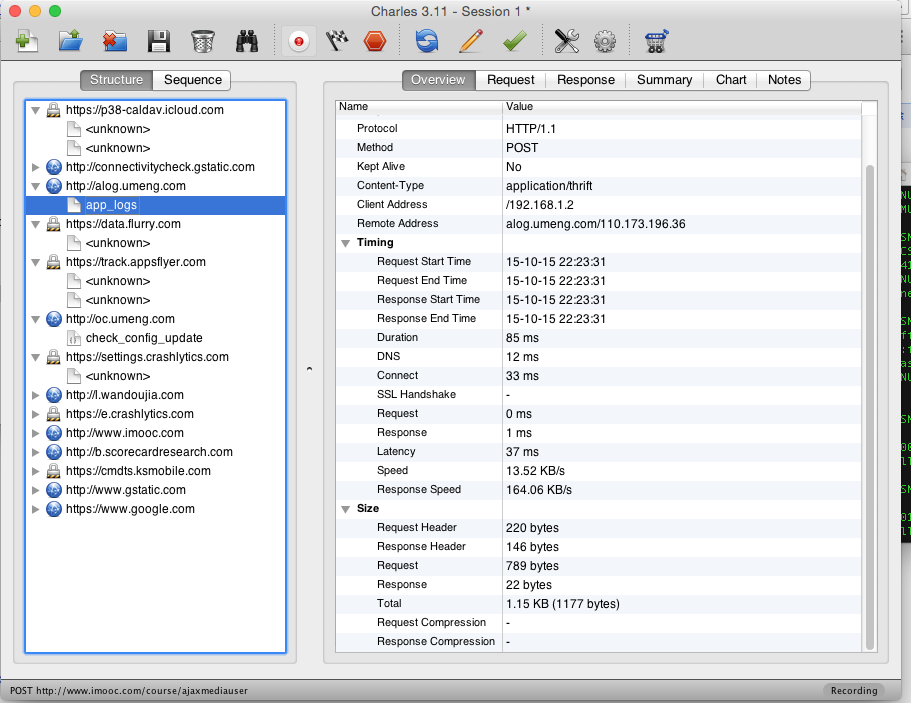 Charles 3.11 - Session 1 *
Structure
Sequence
https://p38-caldav.icloud.com
<unknown>
<unknown>
http://connectivitycheck.gstatic.com
http://alog.umeng.com
app_logs
https://data.flurry.com
<unknown>
https://track.appsflyer.com
<unknown>
<unknown>
http://oc.umeng.com
check_config_update
https://settings.crashlytics.com
<unknown>
http://l.wandoujia.com
https://e.crashlytics.com
http://www.imooc.com
http://b.scorecardresearch.com
https://cmdts.ksmobile.com
http://www.gstatic.com
https://www.google.com
Overview Request Response Summary Chart Notes
Name Value
Protocol HTTP/1.1
Method POST
Kept Alive No
Content-Type application/thrift
Client Address /192.168.1.2
Remote Address alog.umeng.com/110.173.196.36
Timing
Request Start Time 15-10-15 22:23:31
Request End Time 15-10-15 22:23:31
Response Start Time 15-10-15 22:23:31
Response End Time 15-10-15 22:23:31
Duration 85 ms
DNS 12 ms
Connect 33 ms
SSL Handshake -
Request 0 ms
Response 1 ms
Latency 37 ms
Speed 13.52 KB/s
Response Speed 164.06 KB/s
Size
Request Header 220 bytes
Response Header 146 bytes
Request 789 bytes
Response 22 bytes
Total 1.15 KB (1177 bytes)
Request Compression -
Response Compression -
POST http://www.imooc.com/course/ajaxmediauser
Recording